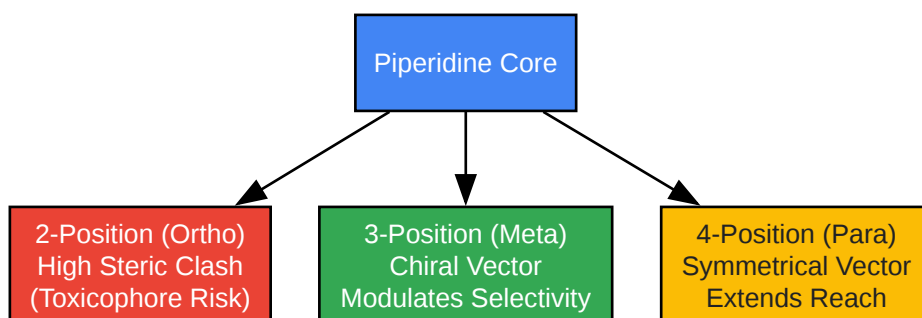 Piperidine Core
2-Position (Ortho)
High Steric Clash
(Toxicophore Risk)
3-Position (Meta)
Chiral Vector
Modulates Selectivity
4-Position (Para)
Symmetrical Vector
Extends Reach